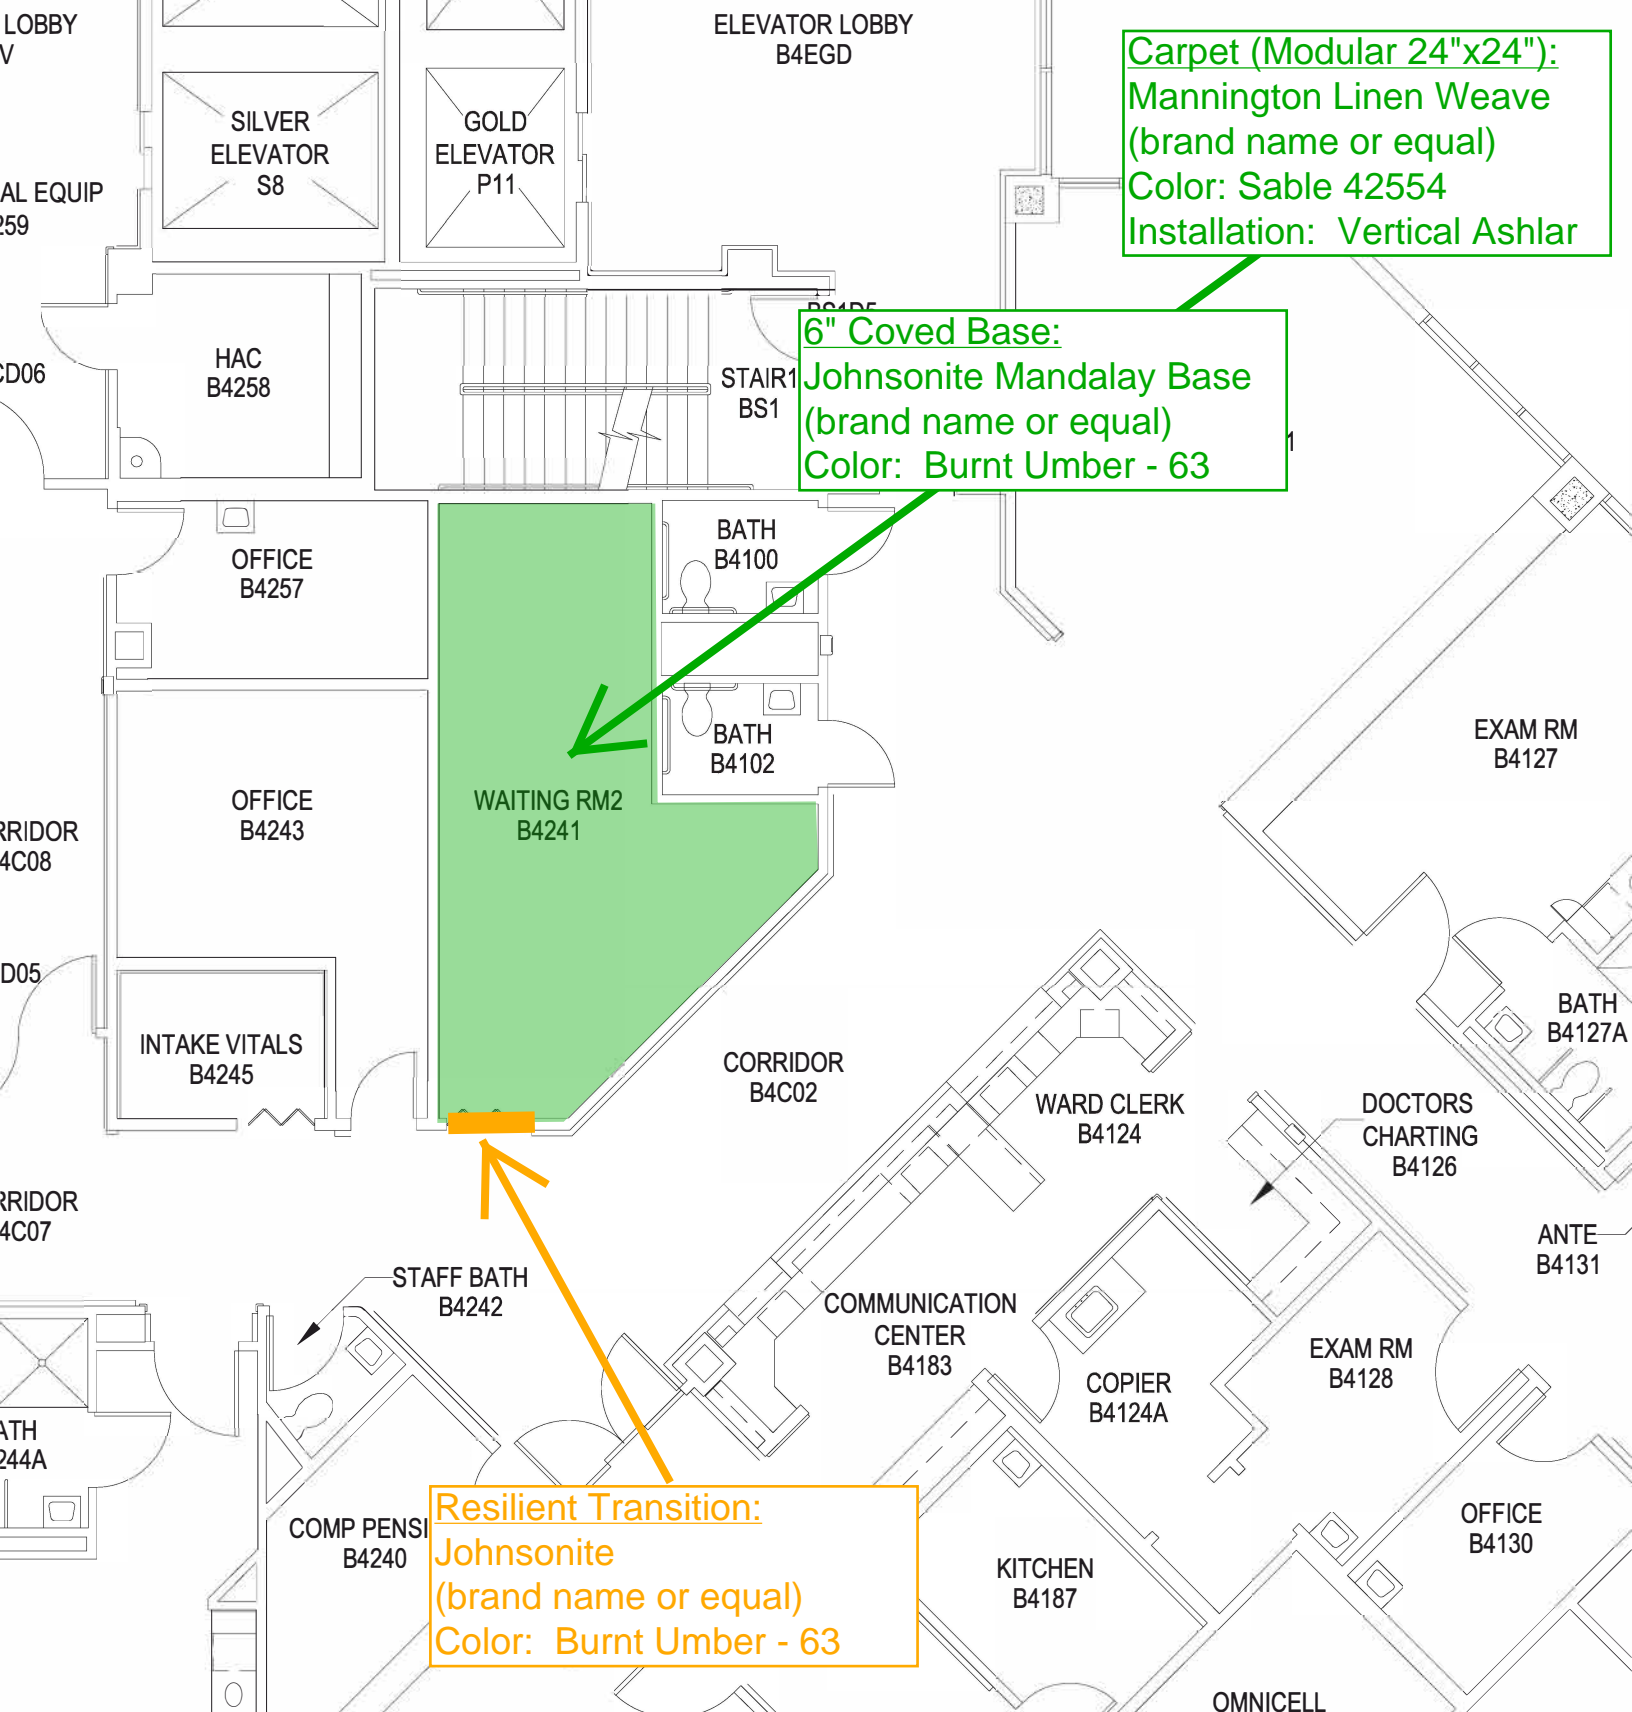 LOBBY
V
ELEVATOR LOBBY
B4EGD
Carpet (Modular 24"x24"):
Mannington Linen Weave
(brand name or equal)
Color: Sable 42554
Installation:  Vertical Ashlar
SILVER
ELEVATOR
S8
GOLD
ELEVATOR
P11
AL EQUIP
259
HAC
B4258
CD06
STAIR1
BS1
6" Coved Base:
Johnsonite Mandalay Base
(brand name or equal)
Color:  Burnt Umber - 63
1
OFFICE
B4257
BATH
B4100
BATH
B4102
EXAM RM
B4127
OFFICE
B4243
WAITING RM2
B4241
RRIDOR
4C08
D05
INTAKE VITALS
B4245
CORRIDOR
B4C02
BATH
B4127A
WARD CLERK
B4124
DOCTORS
CHARTING
B4126
RRIDOR
4C07
ANTE
B4131
STAFF BATH
B4242
COMMUNICATION
CENTER
B4183
EXAM RM
B4128
COPIER
B4124A
ATH
244A
COMP PENSI
B4240
Resilient Transition:
Johnsonite
(brand name or equal)
Color:  Burnt Umber - 63
KITCHEN
B4187
OFFICE
B4130
OMNICELL